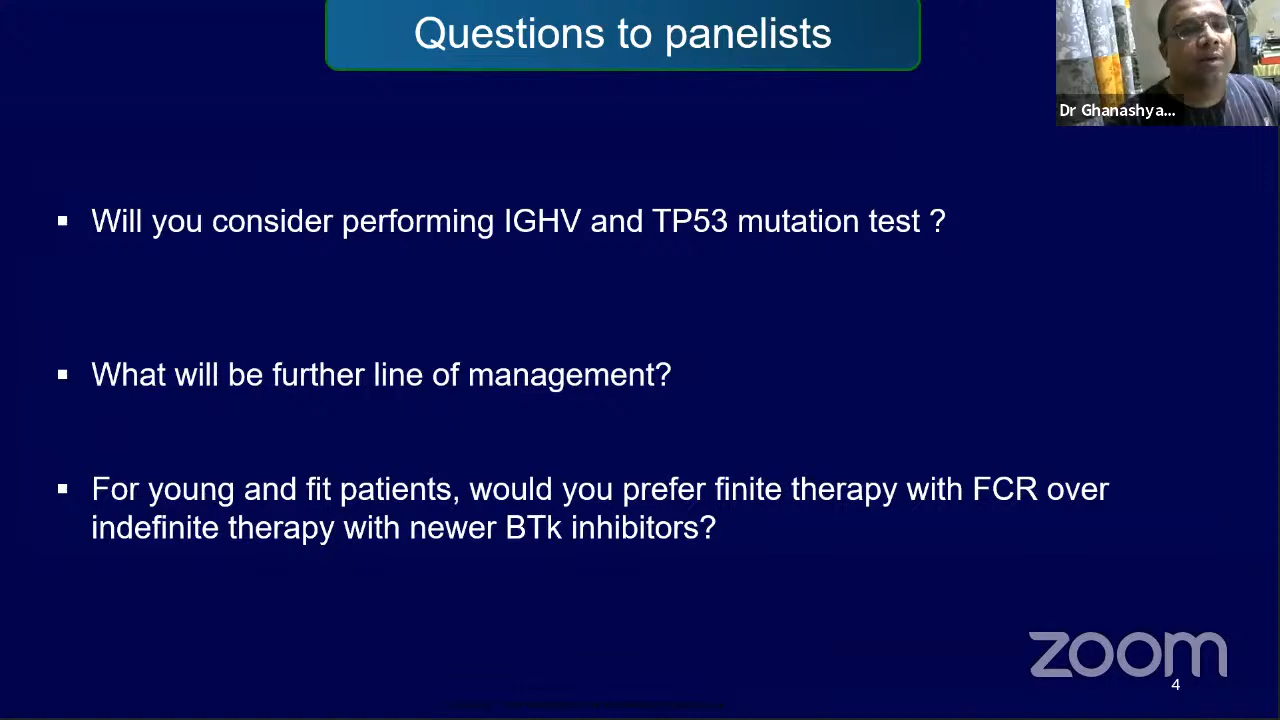 Questions to panelists
Dr Ghanashya...
▪ Will you consider performing IGHV and TP53 mutation test ?
▪ What will be further line of management?
▪ For young and fit patients, would you prefer finite therapy with FCR over
indefinite therapy with newer BTk inhibitors?
zoom
4